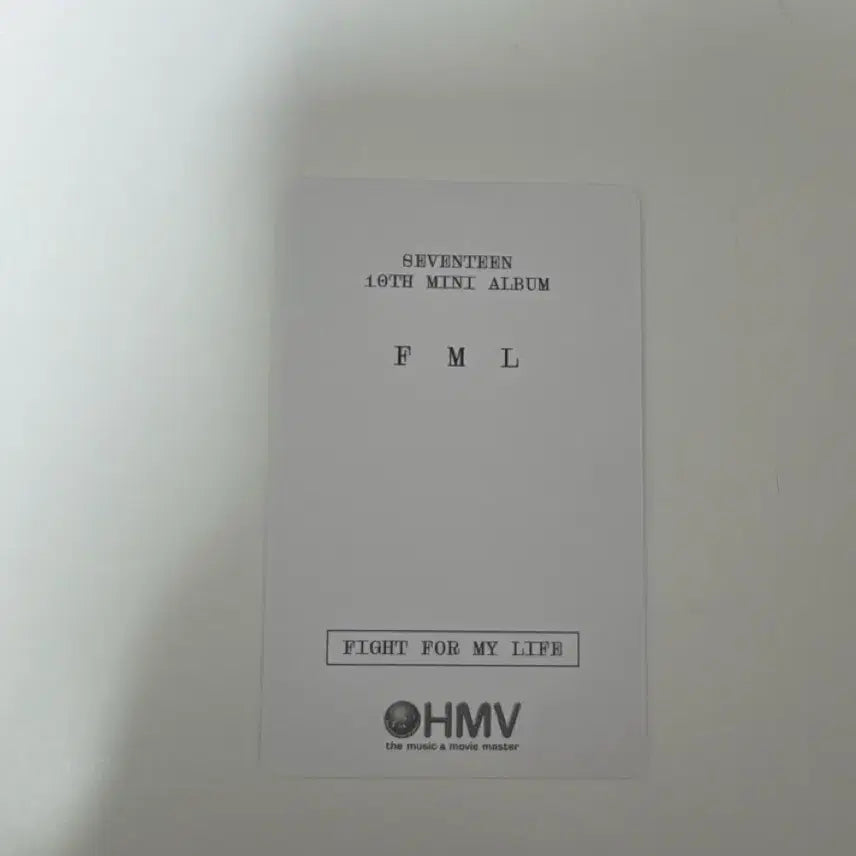 SEVENTEEN
10TH MINI ALBUM
F M L
FIGHT FOR MY LIFE
HMV
the music & movie master